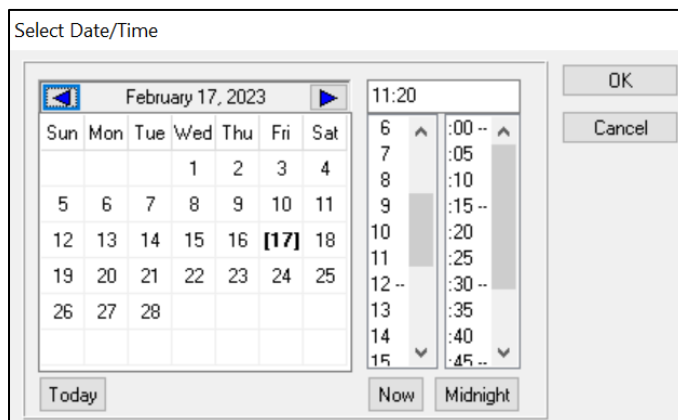 Select Date/Time
February 17, 2023
Sun Mon Tue Wed Thu Fri Sat
1 2 3 4
5 6 7 8 9 10 11
12 13 14 15 16 [17] 18
19 20 21 22 23 24 25
26 27 28
Today
11:20
6
7
8
9
10
11
12 --
13
14
15
:00 --
:05
:10
:15 --
:20
:25
:30 --
:35
:40
:45 --
Now
Midnight
OK
Cancel